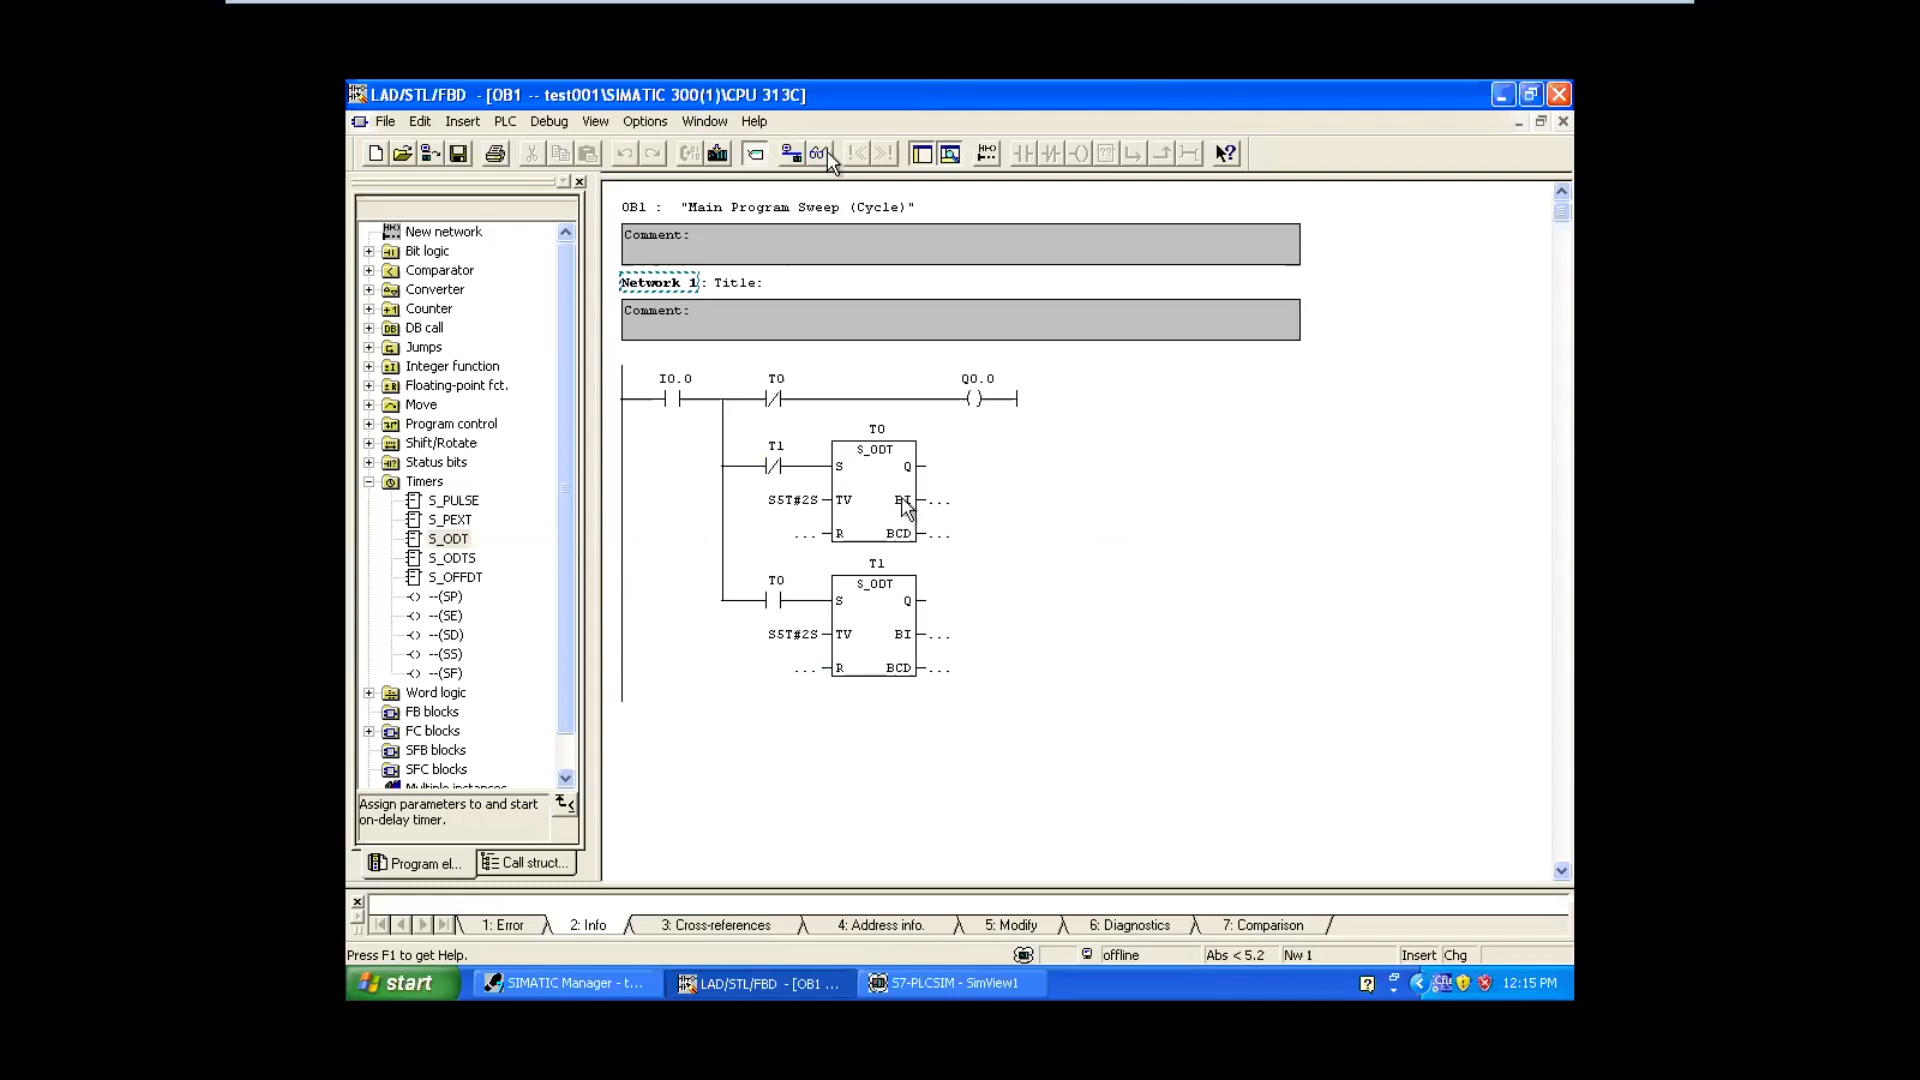 LAD/STL/FBD - [OB1 -- test001\SIMATIC 300(1)\CPU 313C]
File Edit Insert PLC Debug View Options Window Help
New network
Bit logic
Comparator
Converter
Counter
DB call
Jumps
Integer function
Floating-point fct.
Move
Program control
Shift/Rotate
Status bits
Timers
S_PULSE
S_PEXT
S_ODT
S_ODTS
S_OFFDT
--(SP)
--(SE)
--(SD)
--(SS)
--(SF)
Word logic
FB blocks
FC blocks
SFB blocks
SFC blocks
Multiple instances
Assign parameters to and start
on-delay timer.
Program el... Call struct...
OB1 : "Main Program Sweep (Cycle)"
Comment:
Network 1: Title:
Comment:
I0.0 T0 Q0.0
T0
T1 S_ODT
S Q
S5T#2S TV BI ...
... R BCD ...
T1
T0 S_ODT
S Q
S5T#2S TV BI ...
... R BCD ...
1: Error 2: Info 3: Cross-references 4: Address info. 5: Modify 6: Diagnostics 7: Comparison
Press F1 to get Help. offline Abs < 5.2 Nw 1 Insert Chg
start SIMATIC Manager - t... LAD/STL/FBD - [OB1 ... S7-PLCSIM - SimView1 12:15 PM